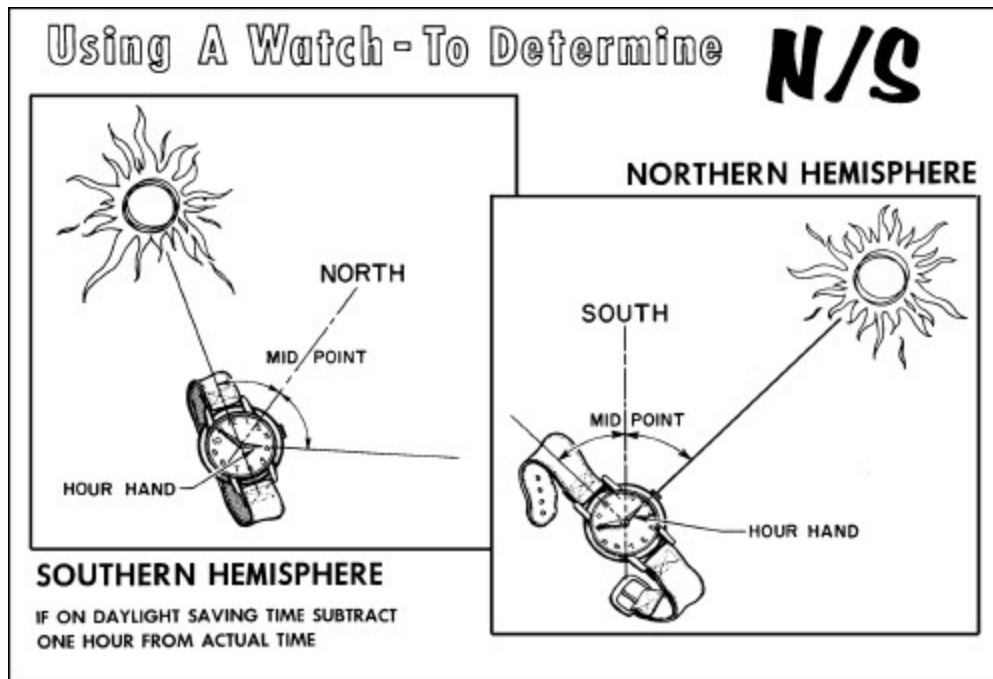 Using A Watch - To Determine N/S
NORTH
MID POINT
HOUR HAND
SOUTHERN HEMISPHERE
IF ON DAYLIGHT SAVING TIME SUBTRACT
ONE HOUR FROM ACTUAL TIME
NORTHERN HEMISPHERE
SOUTH
MID POINT
HOUR HAND